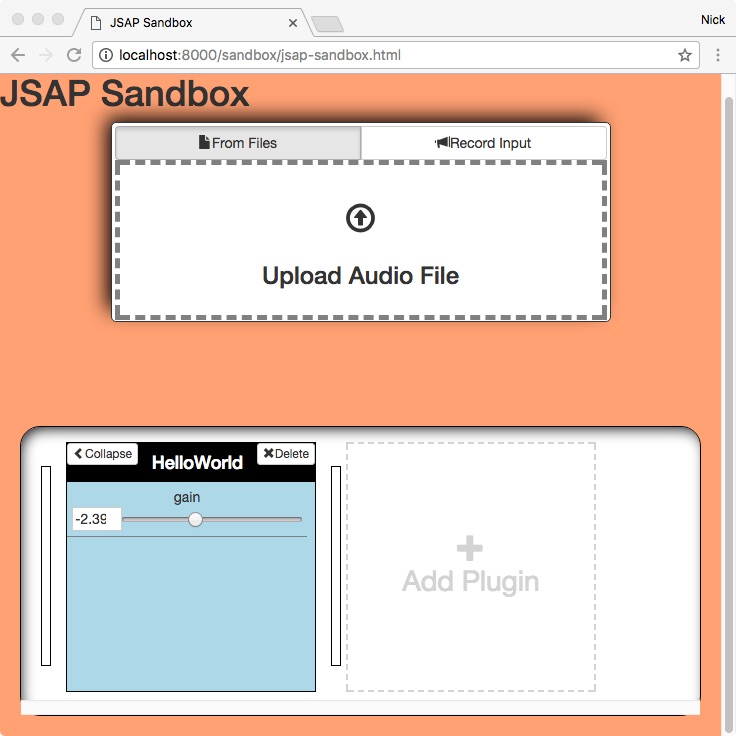 JSAP Sandbox
Nick
localhost:8000/sandbox/jsap-sandbox.html
JSAP Sandbox
From Files
Record Input
Upload Audio File
Collapse
HelloWorld
Delete
gain
-2.39
Add Plugin